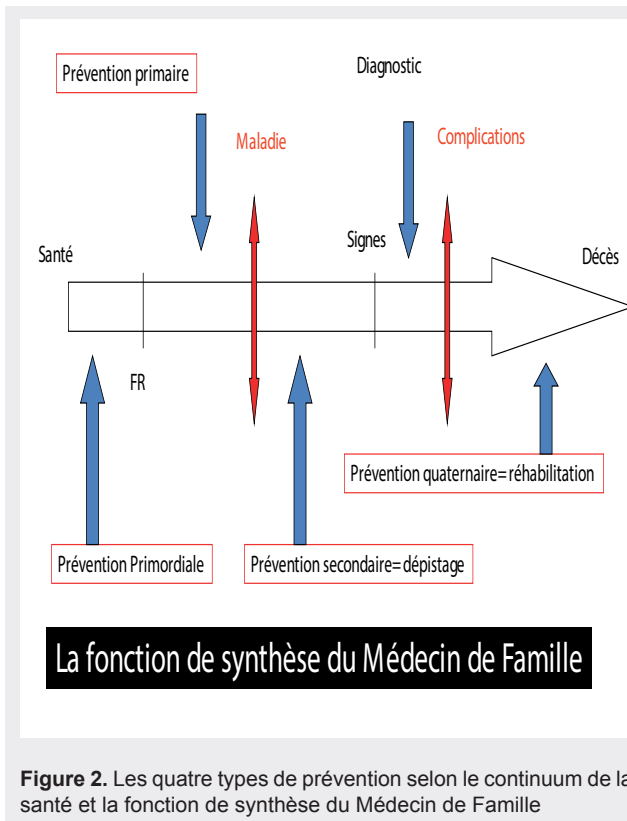 Prévention primaire
Diagnostic
Maladie
Complications
Santé
Signes
Décès
FR
Prévention quaternaire=réhabilitation
Prévention Primordiale
Prévention secondaire=dépistage
La fonction de synthèse du Médecin de Famille
Figure 2. Les quatre types de prévention selon le continuum de la
santé et la fonction de synthèse du Médecin de Famille